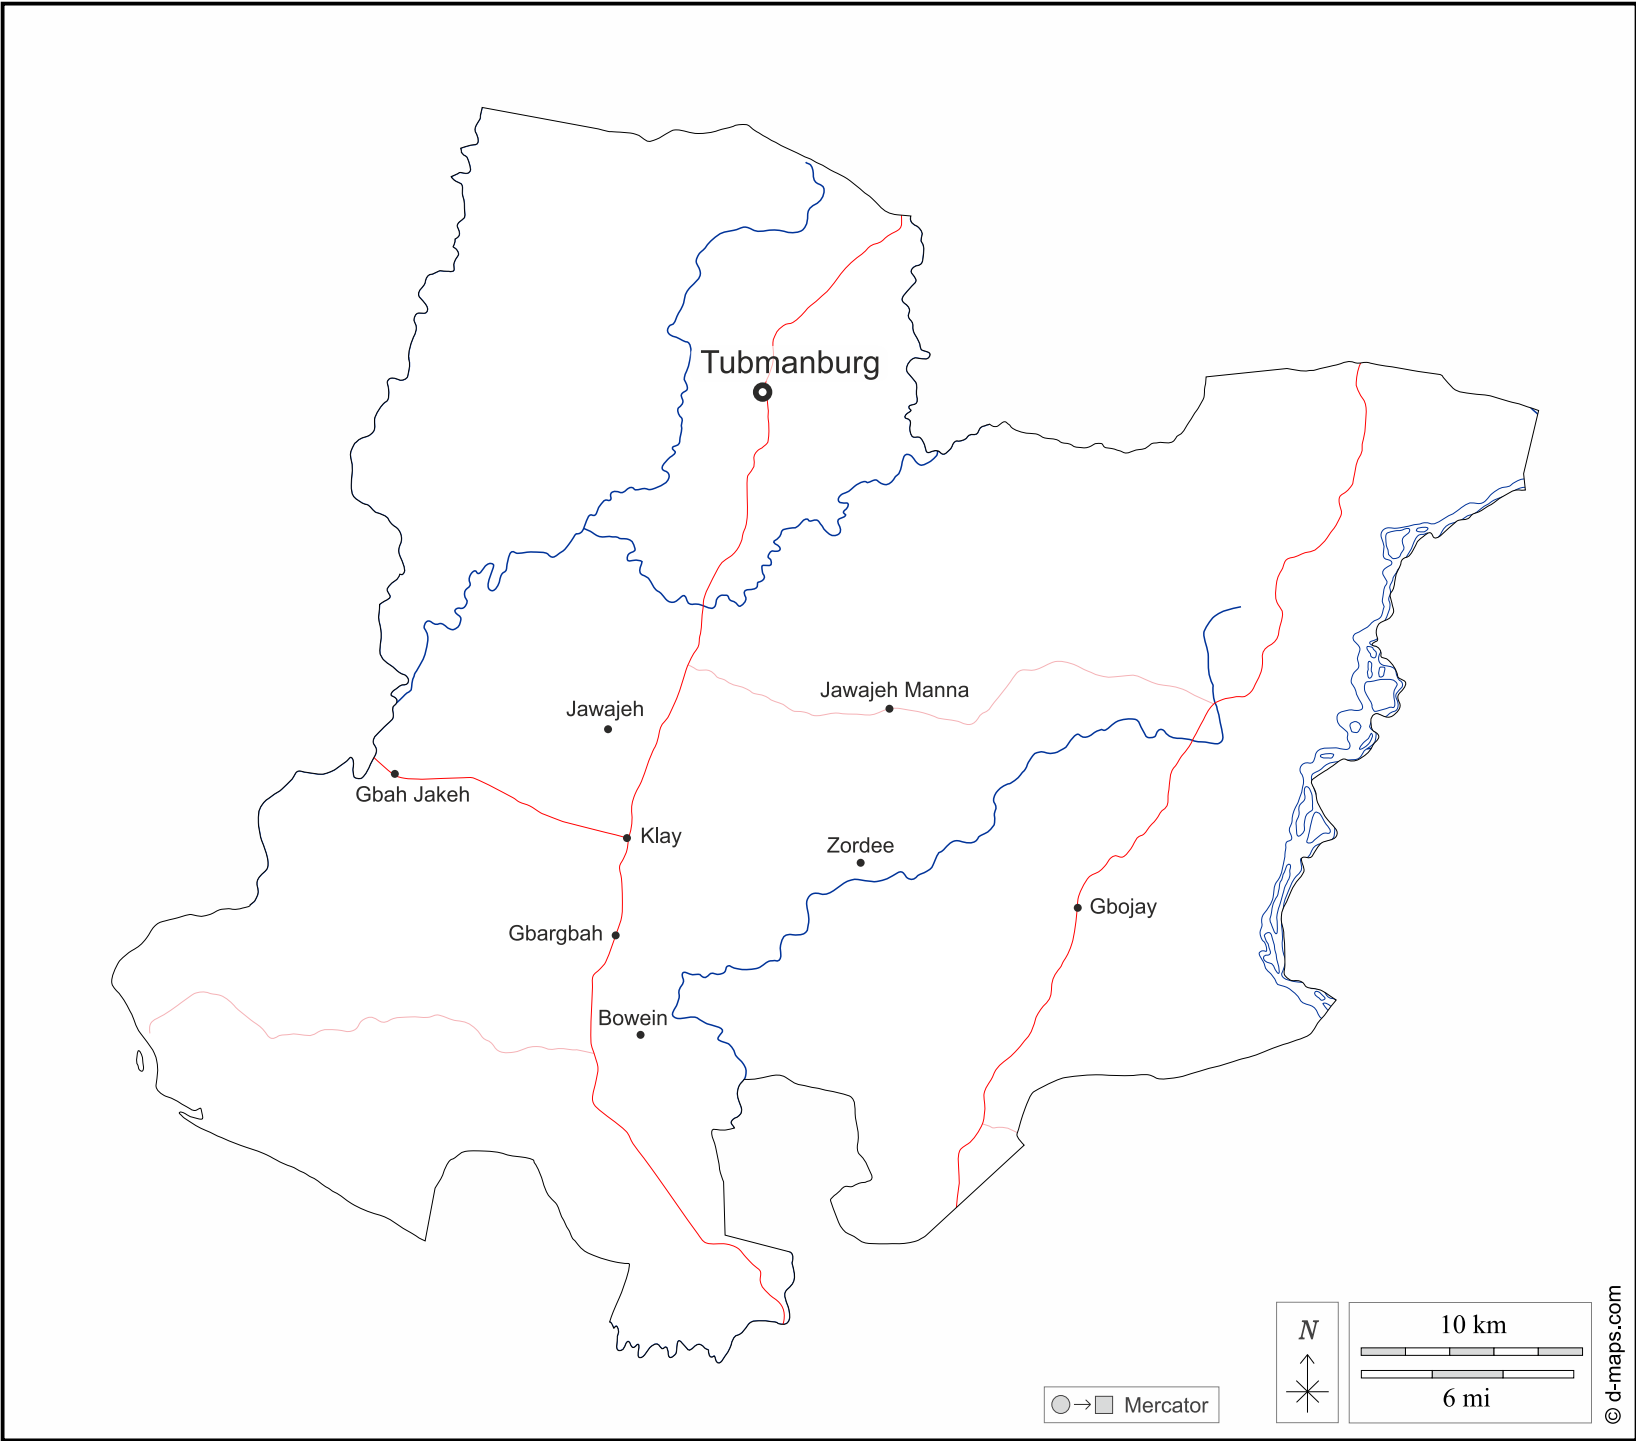 Tubmanburg
Jawajeh Manna
Jawajeh
Gbah Jakeh
Klay
Zordee
Gbojay
Gbargbah
Bowein
N
10 km
6 mi
Mercator
© d-maps.com